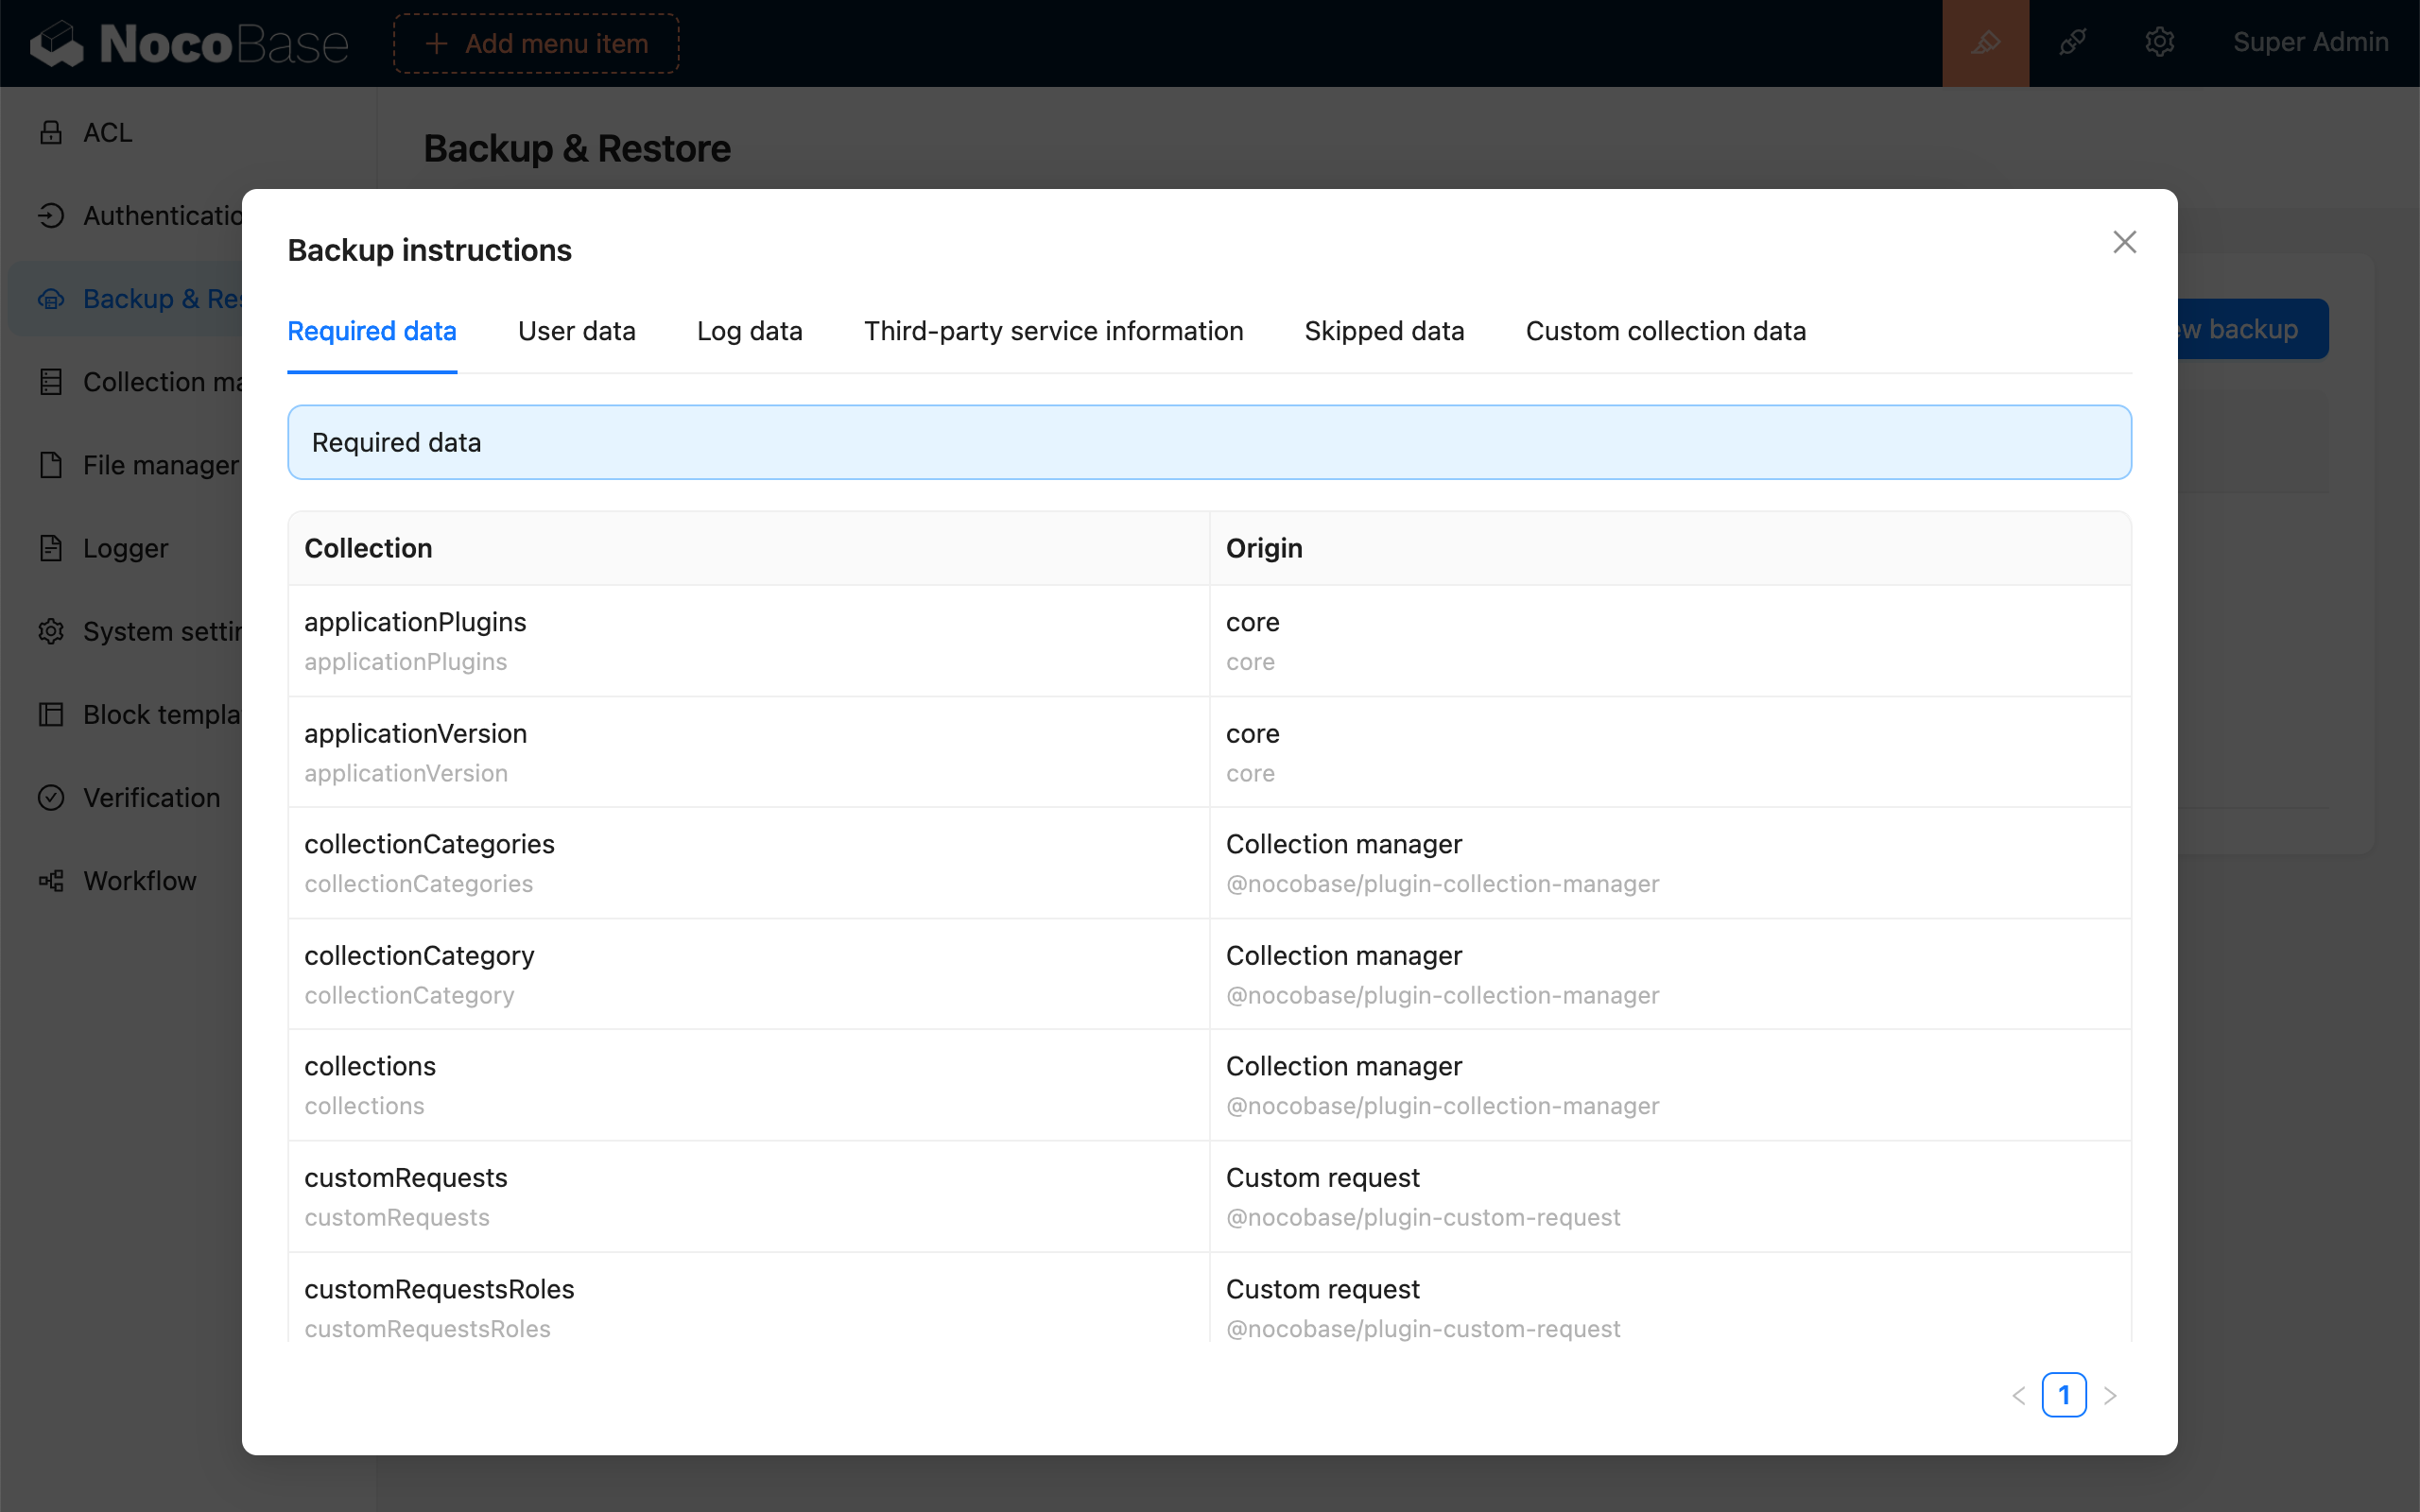 NocoBase
Add menu item
Super Admin
ACL
Authenticatio
Backup & Res
Collection ma
File manager
Logger
System settin
Block templa
Verification
Workflow
Backup & Restore
ew backup
Backup instructions
Required data
User data
Log data
Third-party service information
Skipped data
Custom collection data
Required data
Collection
Origin
applicationPlugins
applicationPlugins
core
core
applicationVersion
applicationVersion
core
core
collectionCategories
collectionCategories
Collection manager
@nocobase/plugin-collection-manager
collectionCategory
collectionCategory
Collection manager
@nocobase/plugin-collection-manager
collections
collections
Collection manager
@nocobase/plugin-collection-manager
customRequests
customRequests
Custom request
@nocobase/plugin-custom-request
customRequestsRoles
customRequestsRoles
Custom request
@nocobase/plugin-custom-request
1